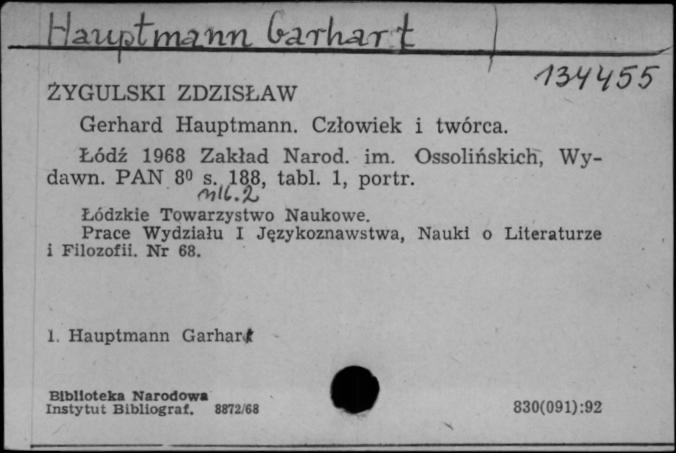 Hauptmann Garhart
134455
ŻYGULSKI ZDZISŁAW
Gerhard Hauptmann. Człowiek i twórca.
Łódź 1968 Zakład Narod. im. Ossolińskich, Wy-
dawn. PAN 8⁰ s. 188, tabl. 1, portr.
nlb. 2
Łódzkie Towarzystwo Naukowe.
Prace Wydziału I Językoznawstwa, Nauki o Literaturze
i Filozofii. Nr 68.
1. Hauptmann Garhart
Biblioteka Narodowa
Instytut Bibliograf. 8872/68
830(091):92